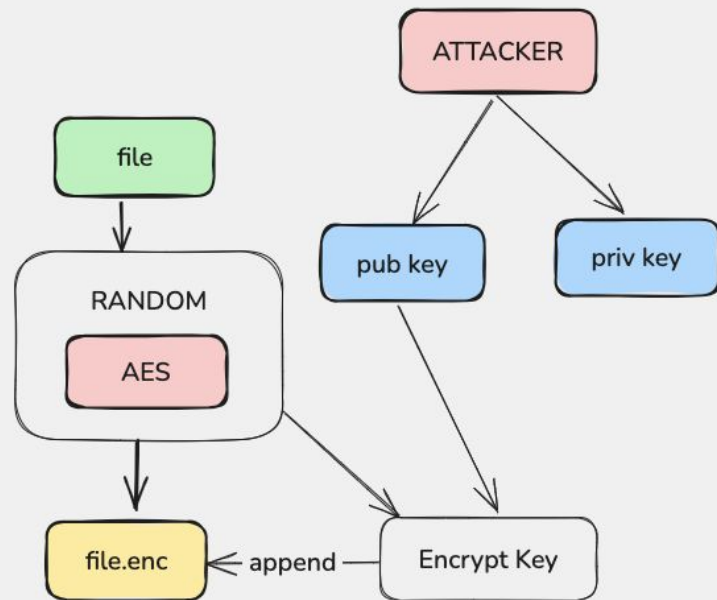 ATTACKER
file
pub key
priv key
RANDOM
AES
file.enc
append
Encrypt Key